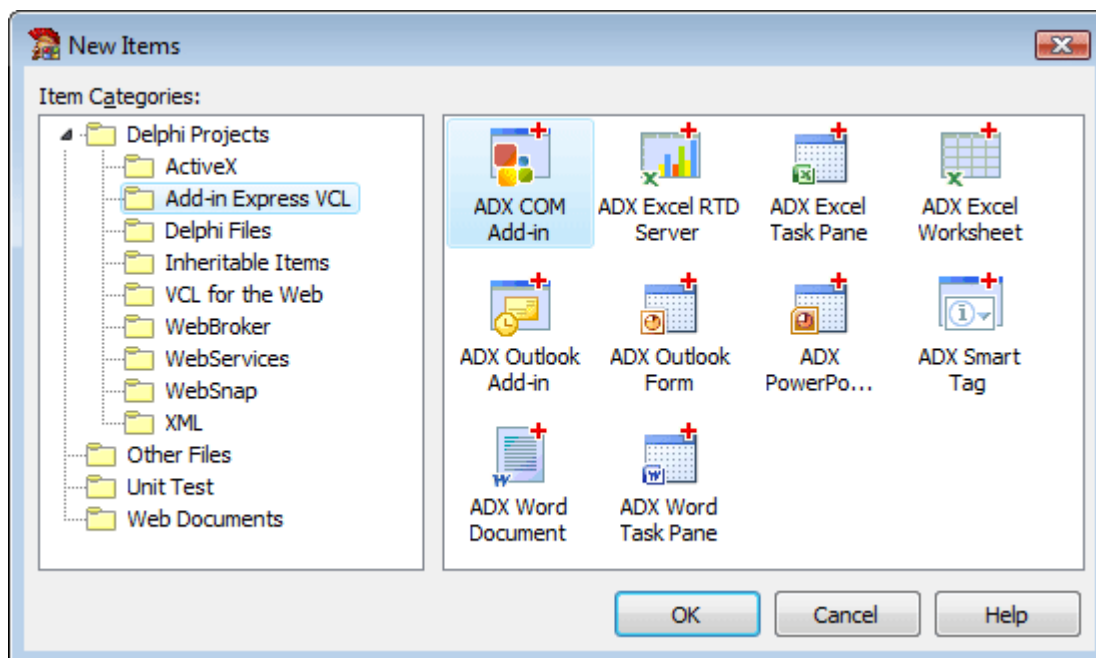 New Items
Item Categories:
Delphi Projects
ActiveX
Add-in Express VCL
Delphi Files
Inheritable Items
VCL for the Web
WebBroker
WebServices
WebSnap
XML
Other Files
Unit Test
Web Documents
ADX COM
Add-in
ADX Excel RTD
Server
ADX Excel
Task Pane
ADX Excel
Worksheet
ADX Outlook
Add-in
ADX Outlook
Form
ADX
PowerPo...
ADX Smart
Tag
ADX Word
Document
ADX Word
Task Pane
OK
Cancel
Help